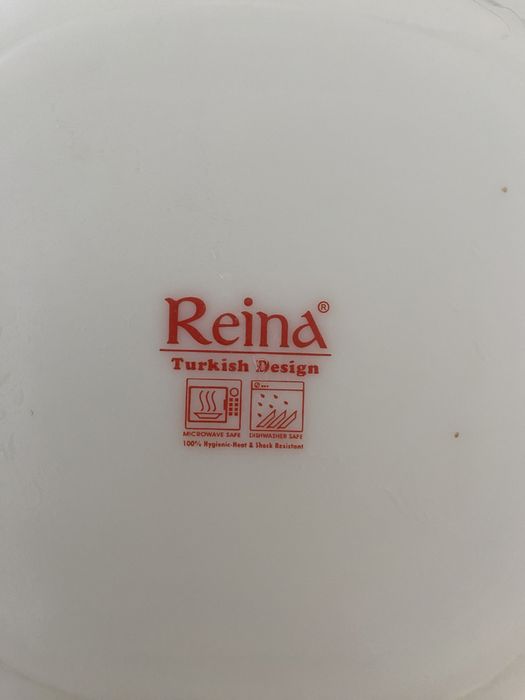 Reina®
Turkish Design
MICROWAVE SAFE DISHWASHER SAFE
100% Hygienic-Heat & Shock Resistant